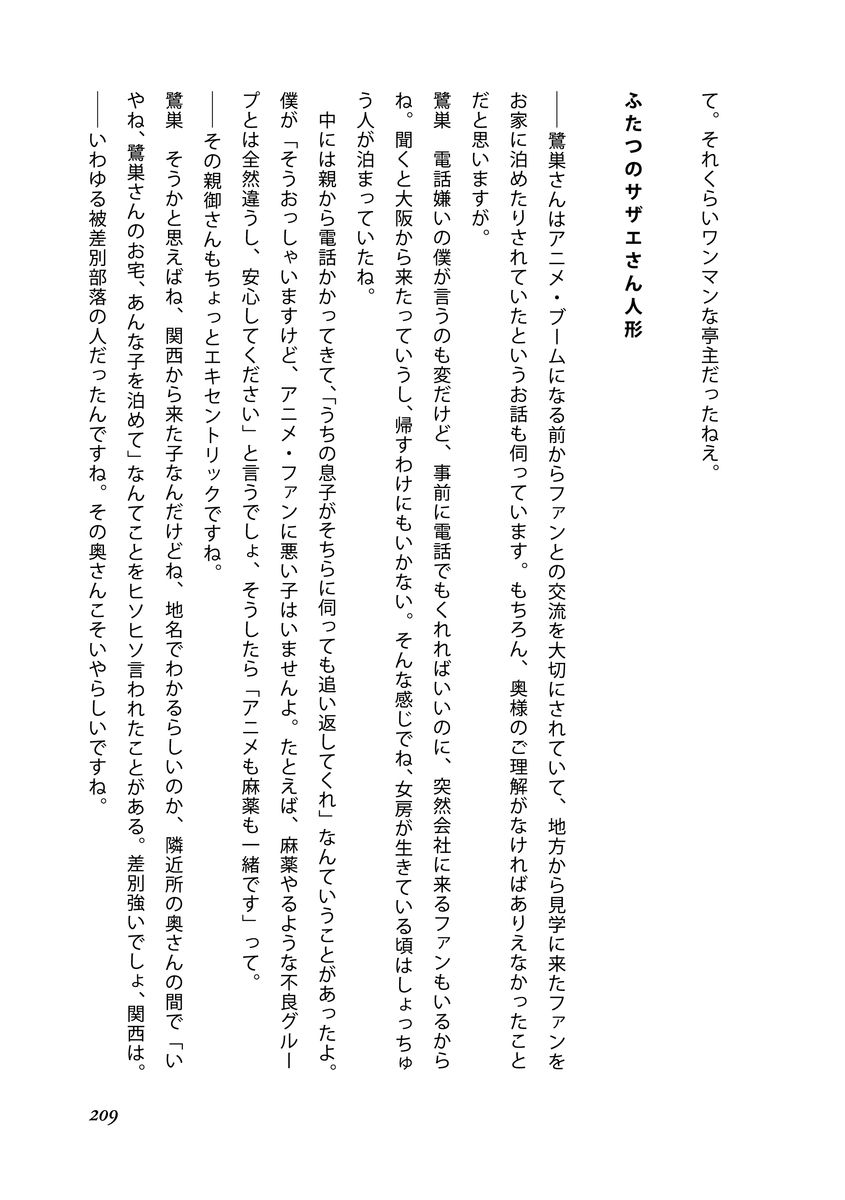 て。それくらいワンマンな亭主だったねえ。
ふたつのサザエさん人形
――鷺巣さんはアニメ・ブームになる前からファンとの交流を大切にされていて、地方から見学に来たファンを
お家に泊めたりされていたというお話も伺っています。もちろん、奥様のご理解がなければありえなかったこと
だと思いますが。
鷺巣　電話嫌いの僕が言うのも変だけど、事前に電話でもくれればいいのに、突然会社に来るファンもいるから
ね。聞くと大阪から来たっていうし、帰すわけにもいかない。そんな感じでね、女房が生きている頃はしょっちゅ
う人が泊まっていたね。
　中には親から電話かかってきて、「うちの息子がそちらに伺っても追い返してくれ」なんていうことがあったよ。
僕が「そうおっしゃいますけど、アニメ・ファンに悪い子はいませんよ。たとえば、麻薬やるような不良グルー
プとは全然違うし、安心してください」と言うでしょ、そうしたら「アニメも麻薬も一緒です」って。
――その親御さんもちょっとエキセントリックですね。
鷺巣　そうかと思えばね、関西から来た子なんだけどね、地名でわかるらしいのか、隣近所の奥さんの間で「い
やね、鷺巣さんのお宅、あんな子を泊めて」なんてことをヒソヒソ言われたことがある。差別強いでしょ、関西は。
――いわゆる被差別部落の人だったんですね。その奥さんこそいやらしいですね。
209